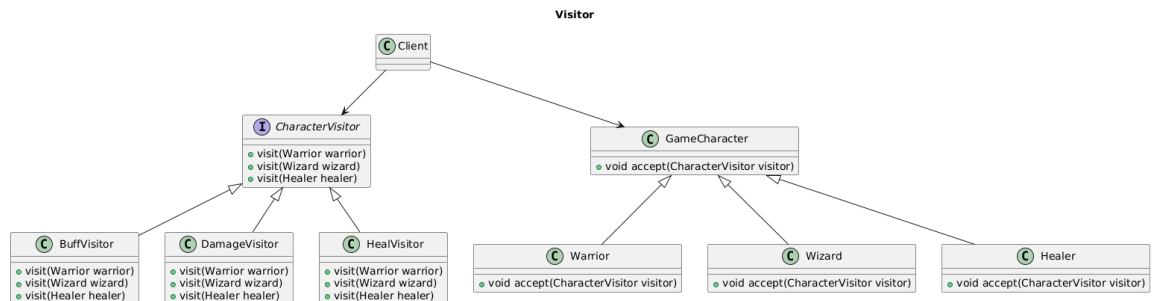 Visitor
C Client
I CharacterVisitor
visit(Warrior warrior)
visit(Wizard wizard)
visit(Healer healer)
C GameCharacter
void accept(CharacterVisitor visitor)
C BuffVisitor
visit(Warrior warrior)
visit(Wizard wizard)
visit(Healer healer)
C DamageVisitor
visit(Warrior warrior)
visit(Wizard wizard)
visit(Healer healer)
C HealVisitor
visit(Warrior warrior)
visit(Wizard wizard)
visit(Healer healer)
C Warrior
void accept(CharacterVisitor visitor)
C Wizard
void accept(CharacterVisitor visitor)
C Healer
void accept(CharacterVisitor visitor)